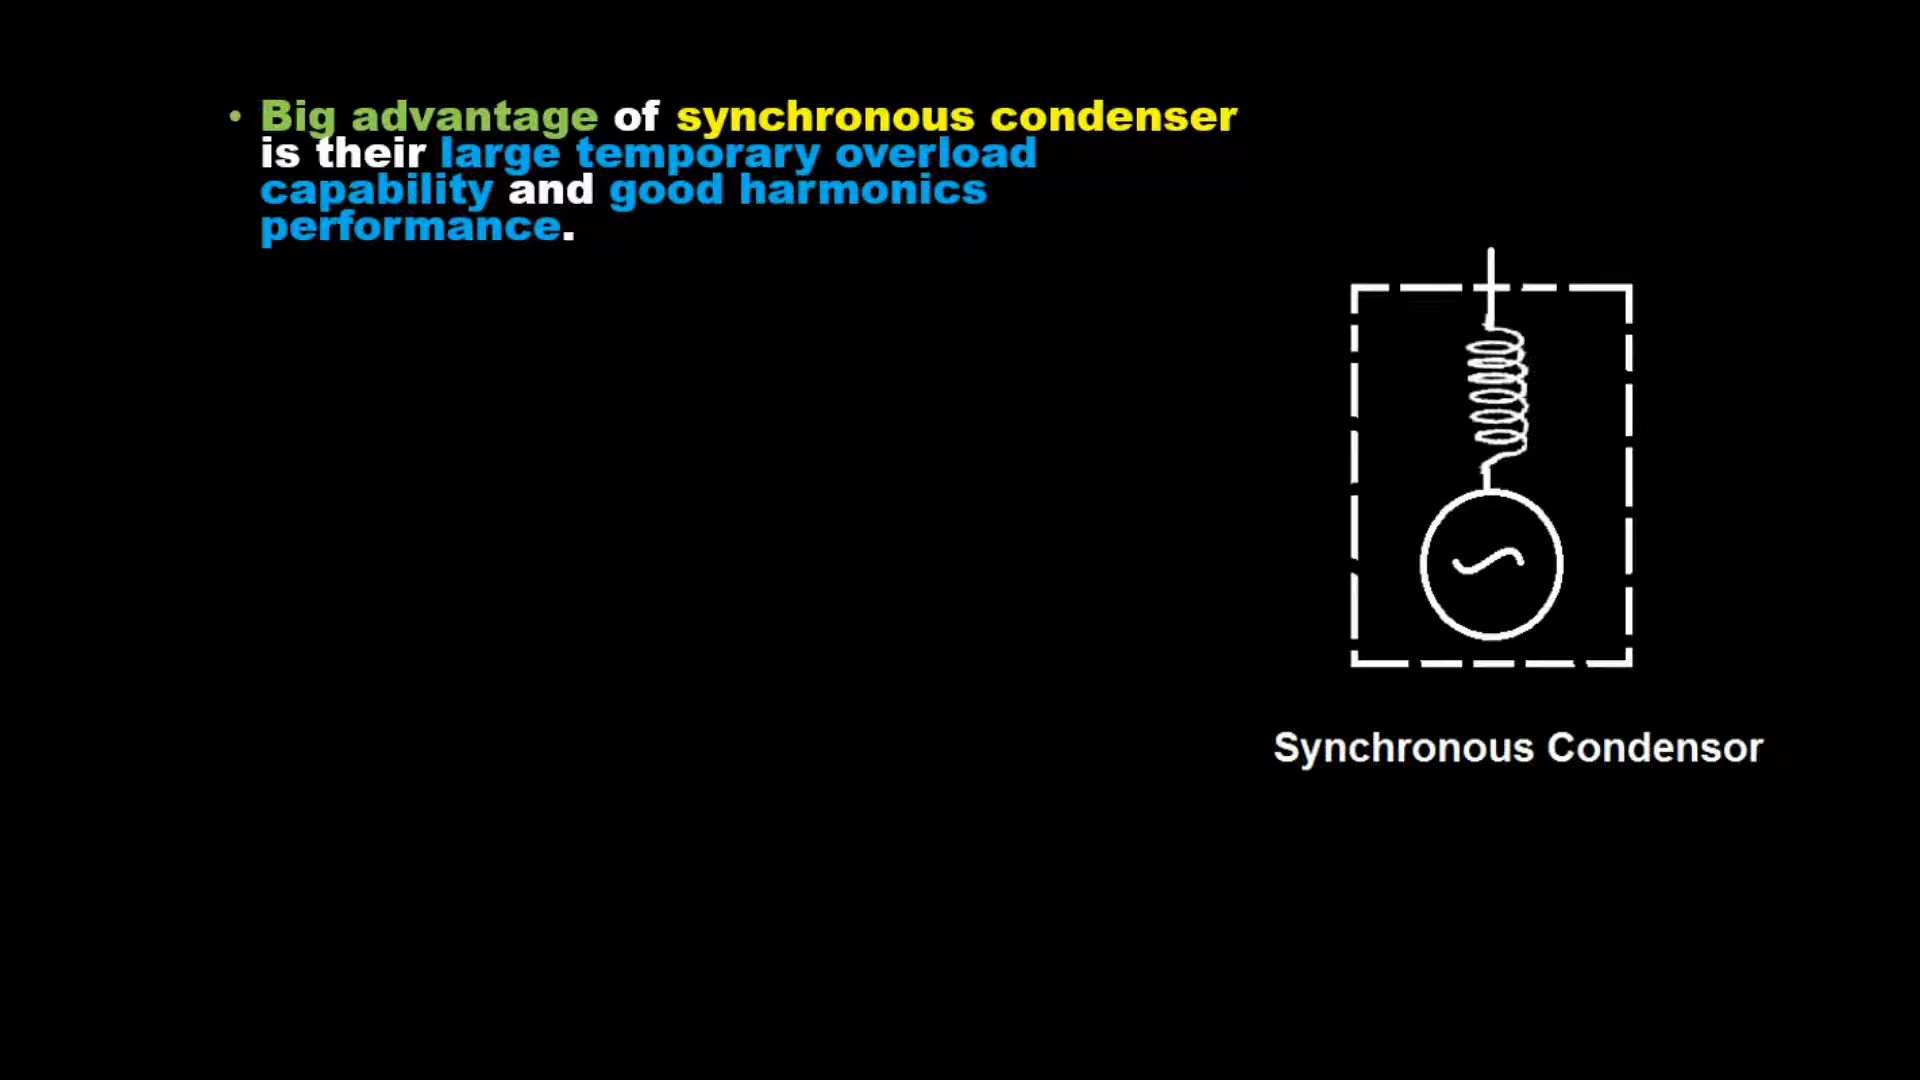 • Big advantage of synchronous condenser
is their large temporary overload
capability and good harmonics
performance.
Synchronous Condensor